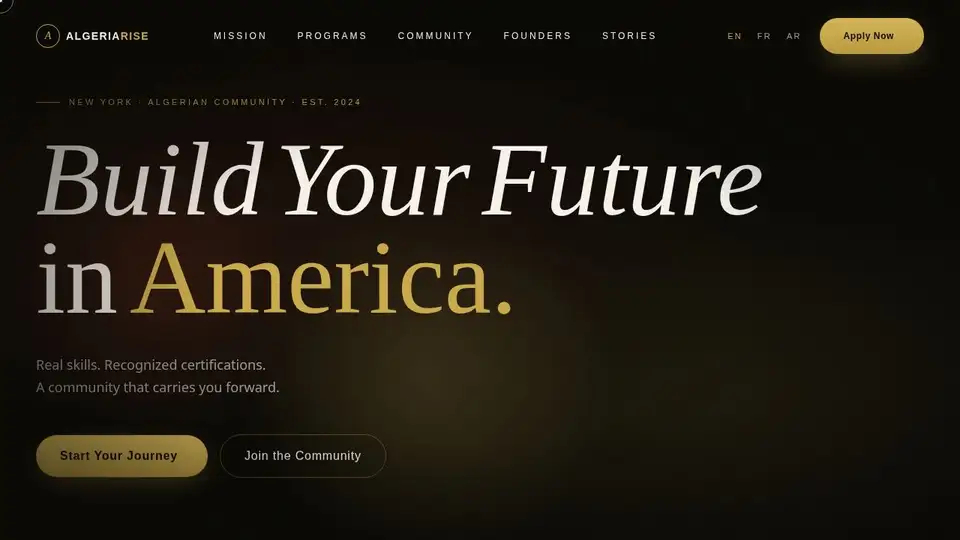 A ALGERIARISE
MISSION PROGRAMS COMMUNITY FOUNDERS STORIES
EN FR AR
Apply Now
NEW YORK · ALGERIAN COMMUNITY · EST. 2024
Build Your Future
in America.
Real skills. Recognized certifications.
A community that carries you forward.
Start Your Journey
Join the Community